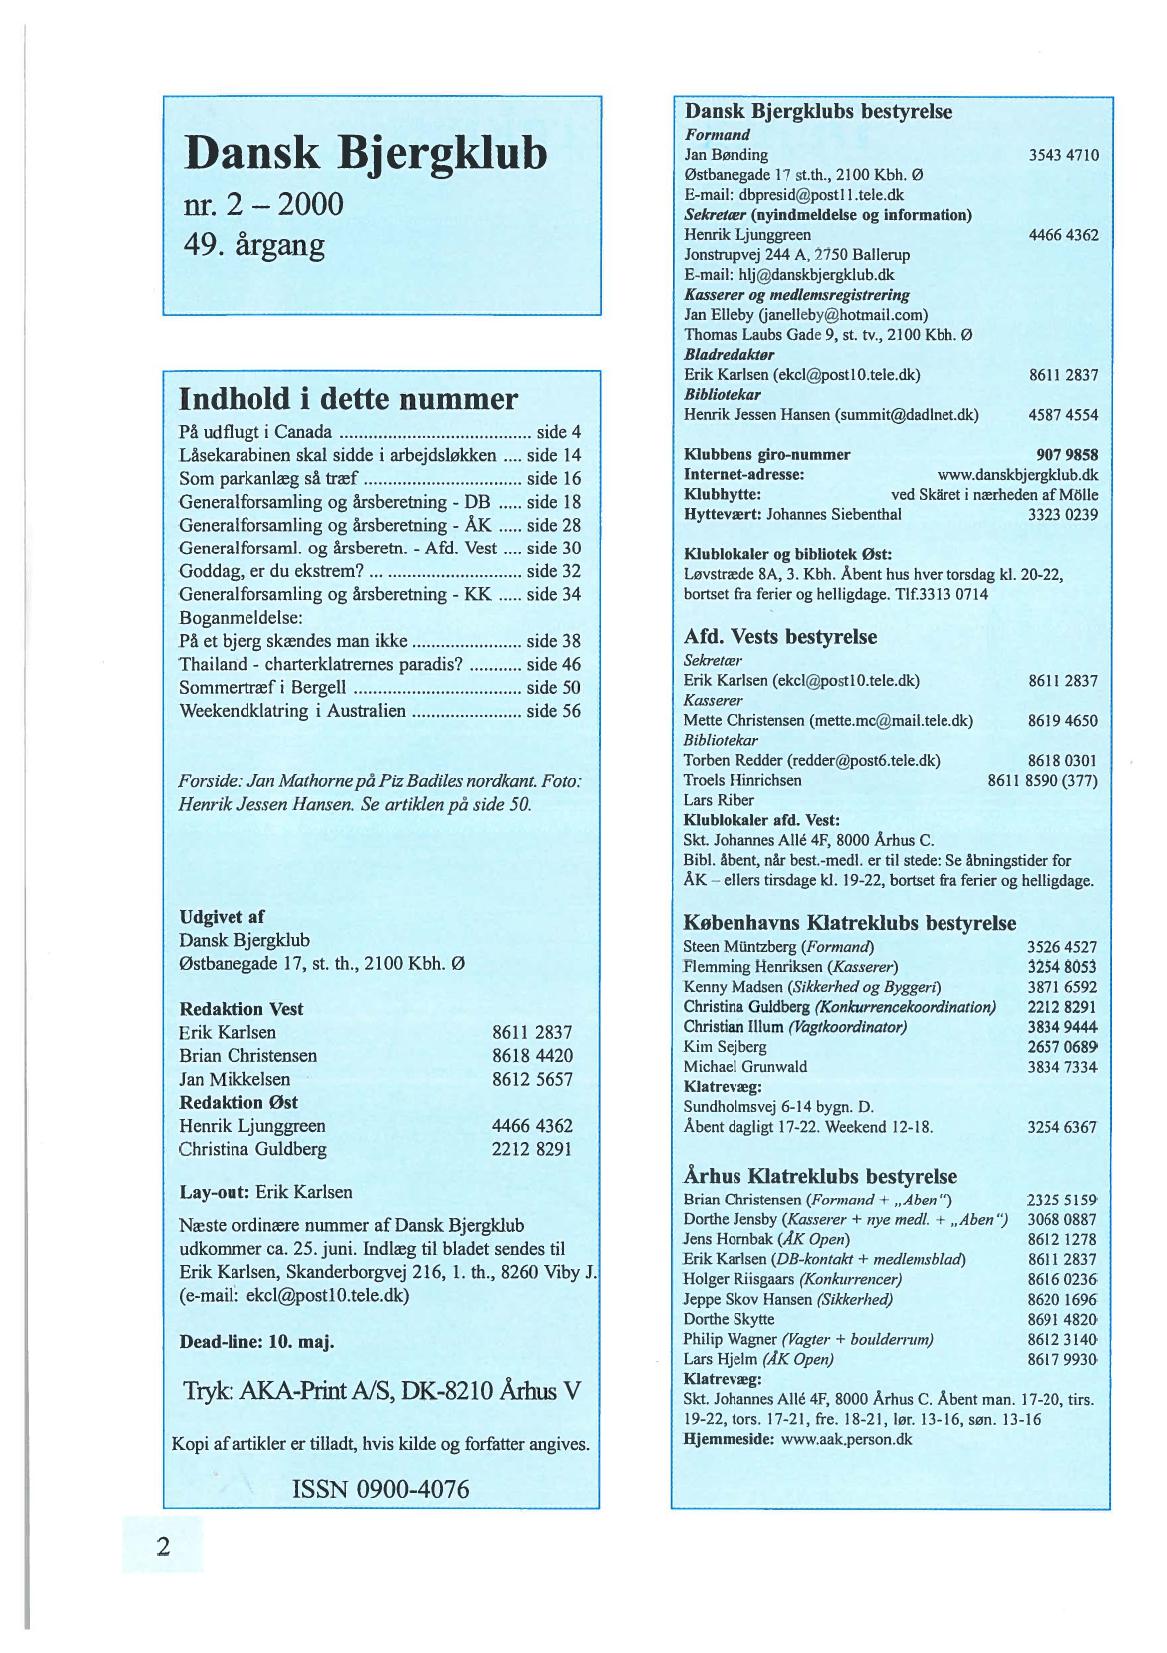 Dansk Bjergklub
nr. 2 – 2000
49. årgang
Indhold i dette nummer
På udflugt i Canada ....................................... side 4
Låsekarabinen skal sidde i arbejdsløkken .... side 14
Som parkanlæg så træf ................................ side 16
Generalforsamling og årsberetning - DB ..... side 18
Generalforsamling og årsberetning - ÅK ..... side 28
Generalforsaml. og årsberetn. - Afd. Vest .... side 30
Goddag, er du ekstrem? ... ........................... side 32
Generalforsamling og årsberetning - KK ..... side 34
Boganmeldelse:
På et bjerg skændes man ikke ...................... side 38
Thailand - charterklatrernes paradis? ........... side 46
Sommertræf i Bergell .................................. side 50
Weekendklatring i Australien ...................... side 56
Forside: Jan Mathorne på Piz Badiles nordkant. Foto:
Henrik Jessen Hansen. Se artiklen på side 50.
Udgivet af
Dansk Bjergklub
Østbanegade 17, st. th., 2100 Kbh. Ø
Redaktion Vest
Erik Karlsen 8611 2837
Brian Christensen 8618 4420
Jan Mikkelsen 8612 5657
Redaktion Øst
Henrik Ljunggreen 4466 4362
Christina Guldberg 2212 8291
Lay-out: Erik Karlsen
Næste ordinære nummer af Dansk Bjergklub
udkommer ca. 25. juni. Indlæg til bladet sendes til
Erik Karlsen, Skanderborgvej 216, 1. th., 8260 Viby J.
(e-mail: ekcl@post10.tele.dk)
Dead-line: 10. maj.
Tryk: AKA-Print A/S, DK-8210 Århus V
Kopi af artikler er tilladt, hvis kilde og forfatter angives.
ISSN 0900-4076
2
Dansk Bjergklubs bestyrelse
Formand
Jan Bønding 3543 4710
Østbanegade 17 st.th., 2100 Kbh. Ø
E-mail: dbpresid@post11.tele.dk
Sekretær (nyindmeldelse og information)
Henrik Ljunggreen 4466 4362
Jonstrupvej 244 A, 2750 Ballerup
E-mail: hlj@danskbjergklub.dk
Kasserer og medlemsregistrering
Jan Elleby (janelleby@hotmail.com)
Thomas Laubs Gade 9, st. tv., 2100 Kbh. Ø
Bladredaktør
Erik Karlsen (ekcl@post10.tele.dk) 8611 2837
Bibliotekar
Henrik Jessen Hansen (summit@dadlnet.dk) 4587 4554
Klubbens giro-nummer 907 9858
Internet-adresse: www.danskbjergklub.dk
Klubhytte: ved Skäret i nærheden af Mölle
Hyttevært: Johannes Siebenthal 3323 0239
Klublokaler og bibliotek Øst:
Løvstræde 8A, 3. Kbh. Åbent hus hver torsdag kl. 20-22,
bortset fra ferier og helligdage. Tlf.3313 0714
Afd. Vests bestyrelse
Sekretær
Erik Karlsen (ekcl@post10.tele.dk) 8611 2837
Kasserer
Mette Christensen (mette.mc@mail.tele.dk) 8619 4650
Bibliotekar
Torben Redder (redder@post6.tele.dk) 8618 0301
Troels Hinrichsen 8611 8590 (377)
Lars Riber
Klublokaler afd. Vest:
Skt. Johannes Allé 4F, 8000 Århus C.
Bibl. åbent, når best.-medl. er til stede: Se åbningstider for
ÅK – ellers tirsdage kl. 19-22, bortset fra ferier og helligdage.
Københavns Klatreklubs bestyrelse
Steen Müntzberg (Formand) 3526 4527
Flemming Henriksen (Kasserer) 3254 8053
Kenny Madsen (Sikkerhed og Byggeri) 3871 6592
Christina Guldberg (Konkurrencekoordination) 2212 8291
Christian Illum (Vagtkoordinator) 3834 9444
Kim Sejberg 2657 0689
Michael Grunwald 3834 7334
Klatrevæg:
Sundholmsvej 6-14 bygn. D.
Åbent dagligt 17-22. Weekend 12-18. 3254 6367
Århus Klatreklubs bestyrelse
Brian Christensen (Formand + „Aben“) 2325 5159
Dorthe Jensby (Kasserer + nye medl. + „Aben“) 3068 0887
Jens Hornbak (ÅK Open) 8612 1278
Erik Karlsen (DB-kontakt + medlemsblad) 8611 2837
Holger Riisgaars (Konkurrencer) 8616 0236
Jeppe Skov Hansen (Sikkerhed) 8620 1696
Dorthe Skytte 8691 4820
Philip Wagner (Vagter + boulderrum) 8612 3140
Lars Hjelm (ÅK Open) 8617 9930
Klatrevæg:
Skt. Johannes Allé 4F, 8000 Århus C. Åbent man. 17-20, tirs.
19-22, tors. 17-21, fre. 18-21, lør. 13-16, søn. 13-16
Hjemmeside: www.aak.person.dk